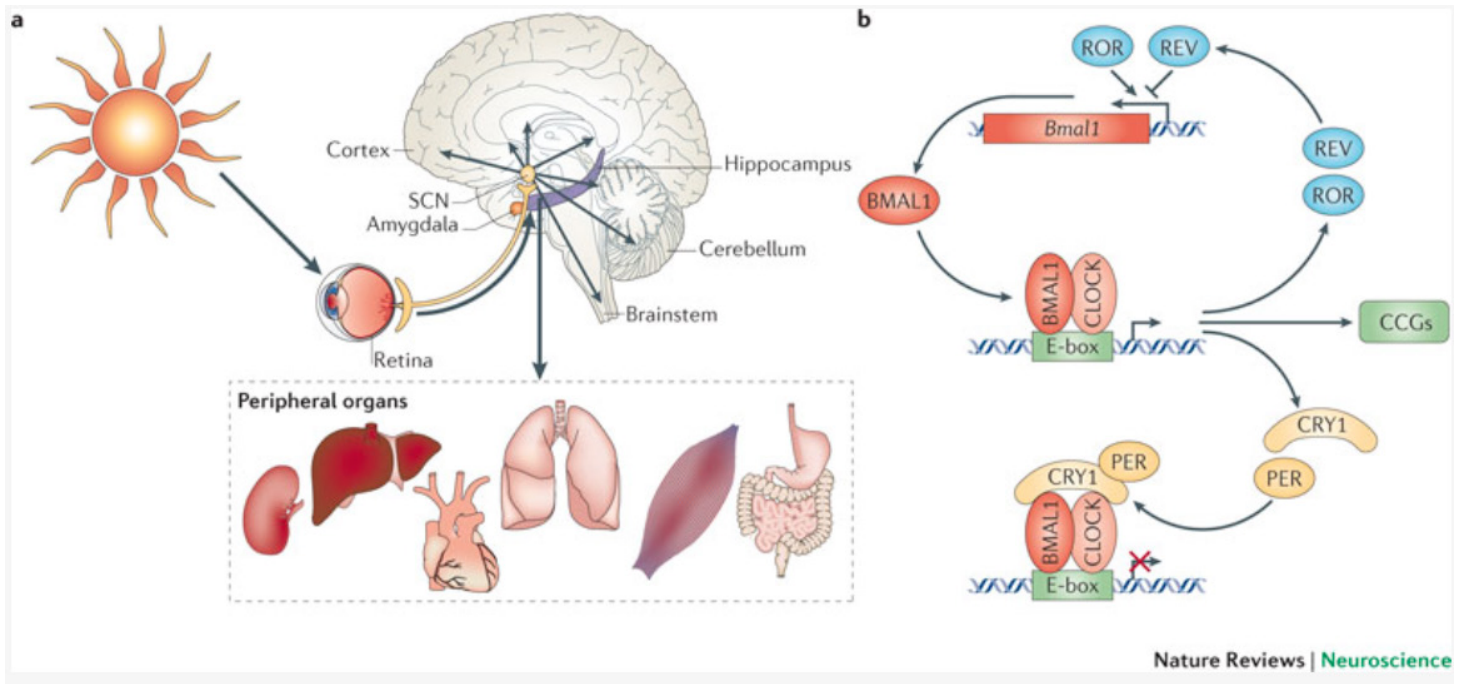 a
Cortex
SCN
Amygdala
Hippocampus
Cerebellum
Brainstem
Retina
Peripheral organs
b
ROR
REV
Bmal1
BMAL1
REV
ROR
BMAL1
CLOCK
E-box
CCGs
CRY1
PER
CRY1
PER
BMAL1
CLOCK
E-box
Nature Reviews | Neuroscience